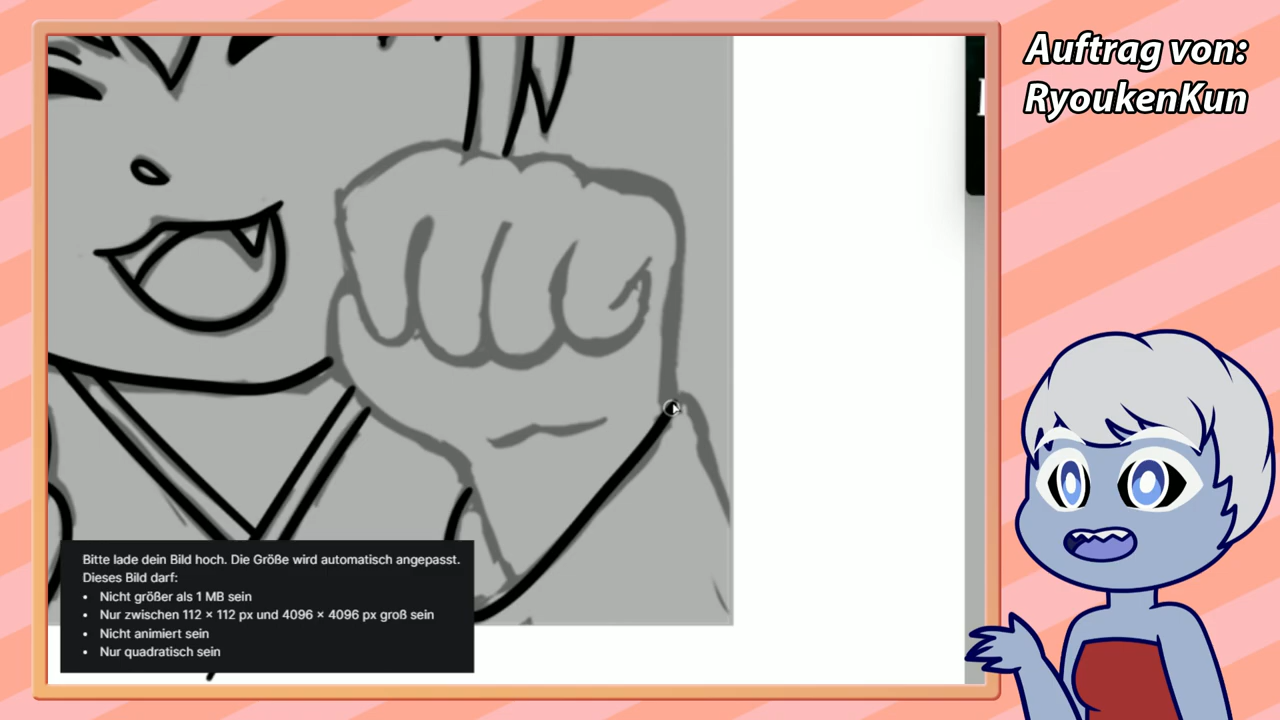 Auftrag von:
RyoukenKun
Bitte lade dein Bild hoch. Die Größe wird automatisch angepasst.
Dieses Bild darf:
• Nicht größer als 1 MB sein
• Nur zwischen 112 × 112 px und 4096 × 4096 px groß sein
• Nicht animiert sein
• Nur quadratisch sein